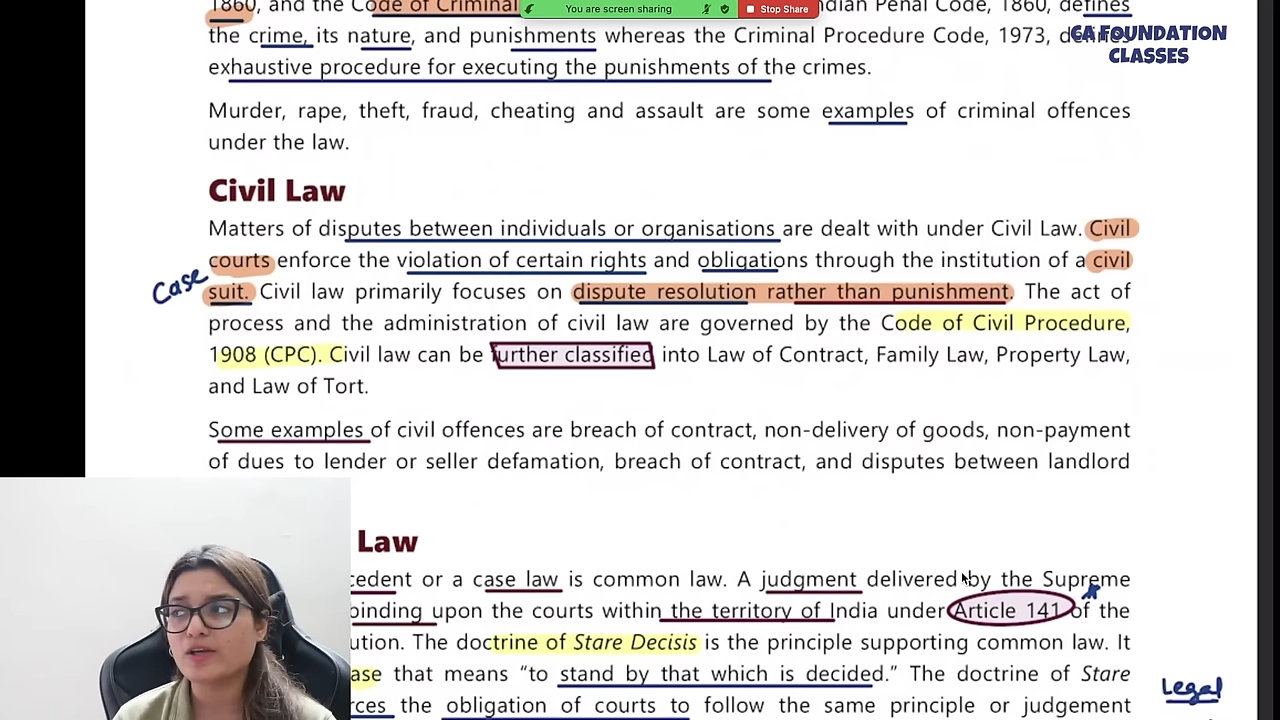 1860, and the Code of Criminal
You are screen sharing
Stop Share
dian Penal Code, 1860, defines
the crime, its nature, and punishments whereas the Criminal Procedure Code, 1973,
CA FOUNDATION
CLASSES
exhaustive procedure for executing the punishments of the crimes.
Murder, rape, theft, fraud, cheating and assault are some examples of criminal offences
under the law.
Civil Law
Matters of disputes between individuals or organisations are dealt with under Civil Law. Civil
courts enforce the violation of certain rights and obligations through the institution of a civil
Case
suit. Civil law primarily focuses on dispute resolution rather than punishment. The act of
process and the administration of civil law are governed by the Code of Civil Procedure,
1908 (CPC). Civil law can be further classified into Law of Contract, Family Law, Property Law,
and Law of Tort.
Some examples of civil offences are breach of contract, non-delivery of goods, non-payment
of dues to lender or seller defamation, breach of contract, and disputes between landlord
Law
cedent or a case law is common law. A judgment delivered by the Supreme
binding upon the courts within the territory of India under Article 141 of the
ution. The doctrine of Stare Decisis is the principle supporting common law. It
ase that means “to stand by that which is decided.” The doctrine of Stare
Legal
rces the obligation of courts to follow the same principle or judgement